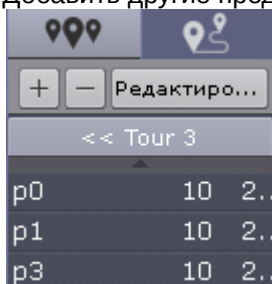 Добавить другие пред
+ − Редактиро...
<< Tour 3
p0 10 2..
p1 10 2..
p3 10 2..